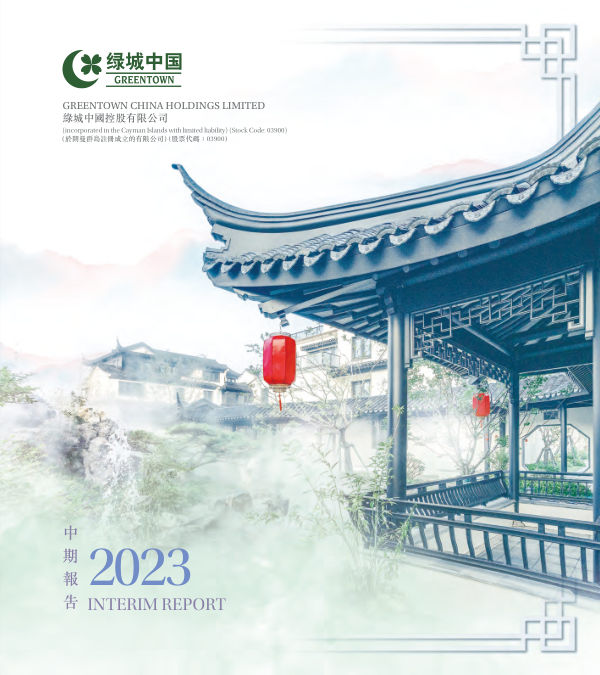 绿城中国
GREENTOWN
GREENTOWN CHINA HOLDINGS LIMITED
綠城中國控股有限公司
(incorporated in the Cayman Islands with limited liability) (Stock Code: 03900)
(於開曼群島註冊成立的有限公司) (股票代碼：03900)
中期報告
2023
INTERIM REPORT